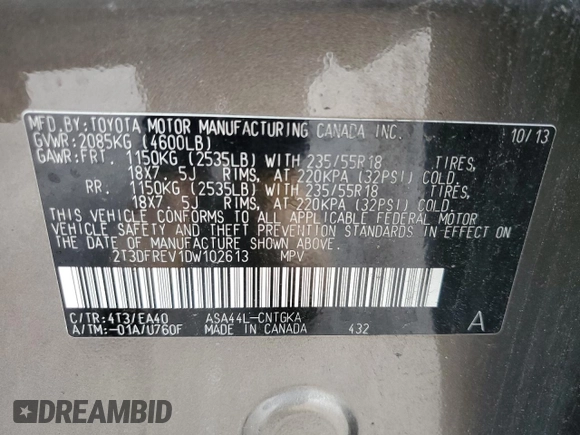 MFD.BY:TOYOTA MOTOR MANUFACTURING CANADA INC. 10/13
GVWR:2085KG (4600LB)
GAWR:FRT. 1150KG (2535LB) WITH 235/55R18 TIRES,
18X7.5J RIMS, AT 220KPA (32PSI) COLD.
RR. 1150KG (2535LB) WITH 235/55R18 TIRES,
18X7.5J RIMS, AT 220KPA (32PSI) COLD.
THIS VEHICLE CONFORMS TO ALL APPLICABLE FEDERAL MOTOR
VEHICLE SAFETY AND THEFT PREVENTION STANDARDS IN
EFFECT ON THE DATE OF MANUFACTURE SHOWN ABOVE.
2T3DFREV1DW102613 MPV
C/TR:4T3/EA40 ASA44L-CNTGKA
A/TM:-01A/U760F MADE IN CANADA 432 A
DREAMBID